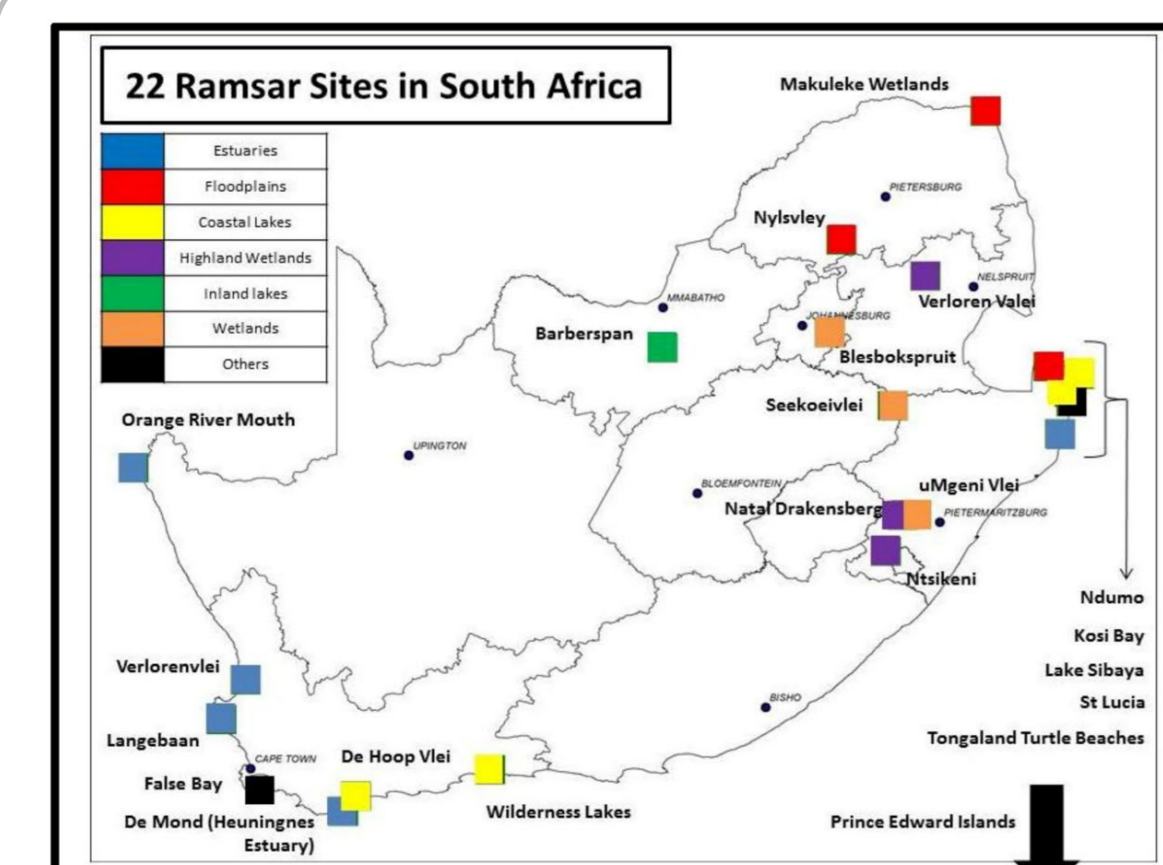 22 Ramsar Sites in South Africa
Estuaries
Floodplains
Coastal Lakes
Highland Wetlands
Inland lakes
Wetlands
Others
Makuleke Wetlands
PIETERSBURG
Nylsvley
NELSPRUIT
Verloren Valei
MMABATHO
JOHANNESBURG
Barberspan
Blesbokspruit
Seekoeivlei
Orange River Mouth
UPINGTON
BLOEMFONTEIN
uMgeni Vlei
Natal Drakensberg
PIETERMARITZBURG
Ntsikeni
Ndumo
Kosi Bay
Lake Sibaya
St Lucia
Tongaland Turtle Beaches
Verlorenvlei
BISHO
Langebaan
CAPE TOWN
De Hoop Vlei
False Bay
Wilderness Lakes
De Mond (Heuningnes
Estuary)
Prince Edward Islands